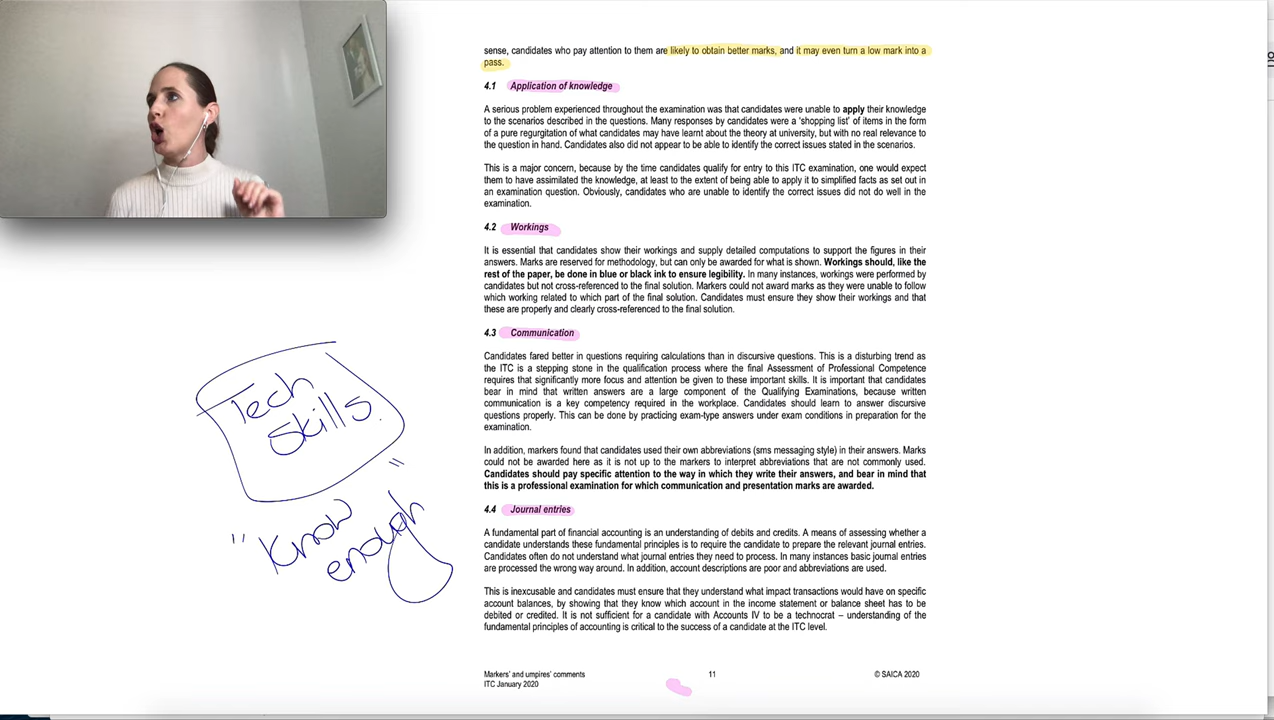 sense, candidates who pay attention to them are likely to obtain better marks, and it may even turn a low mark into a
pass.
4.1 Application of knowledge
A serious problem experienced throughout the examination was that candidates were unable to apply their knowledge
to the scenarios described in the questions. Many responses by candidates were a 'shopping list' of items in the form
of a pure regurgitation of what candidates may have learnt about the theory at university, but with no real relevance to
the question in hand. Candidates also did not appear to be able to identify the correct issues stated in the scenarios.
This is a major concern, because by the time candidates qualify for entry to this ITC examination, one would expect
them to have assimilated the knowledge, at least to the extent of being able to apply it to simplified facts as set out in
an examination question. Obviously, candidates who are unable to identify the correct issues did not do well in the
examination.
4.2 Workings
It is essential that candidates show their workings and supply detailed computations to support the figures in their
answers. Marks are reserved for methodology, but can only be awarded for what is shown. Workings should, like the
rest of the paper, be done in blue or black ink to ensure legibility. In many instances, workings were performed by
candidates but not cross-referenced to the final solution. Markers could not award marks as they were unable to follow
which working related to which part of the final solution. Candidates must ensure they show their workings and that
these are properly and clearly cross-referenced to the final solution.
4.3 Communication
Candidates fared better in questions requiring calculations than in discursive questions. This is a disturbing trend as
the ITC is a stepping stone in the qualification process where the final Assessment of Professional Competence
requires that significantly more focus and attention be given to these important skills. It is important that candidates
bear in mind that written answers are a large component of the Qualifying Examinations, because written
communication is a key competency required in the workplace. Candidates should learn to answer discursive
questions properly. This can be done by practicing exam-type answers under exam conditions in preparation for the
examination.
In addition, markers found that candidates used their own abbreviations (sms messaging style) in their answers. Marks
could not be awarded here as it is not up to the markers to interpret abbreviations that are not commonly used.
Candidates should pay specific attention to the way in which they write their answers, and bear in mind that
this is a professional examination for which communication and presentation marks are awarded.
4.4 Journal entries
A fundamental part of financial accounting is an understanding of debits and credits. A means of assessing whether a
candidate understands these fundamental principles is to require the candidate to prepare the relevant journal entries.
Candidates often do not understand what journal entries they need to process. In many instances basic journal entries
are processed the wrong way around. In addition, account descriptions are poor and abbreviations are used.
This is inexcusable and candidates must ensure that they understand what impact transactions would have on specific
account balances, by showing that they know which account in the income statement or balance sheet has to be
debited or credited. It is not sufficient for a candidate with Accounts IV to be a technocrat – understanding of the
fundamental principles of accounting is critical to the success of a candidate at the ITC level.
Markers' and umpires' comments 11 © SAICA 2020
ITC January 2020
Tech
Skills.
"Know
enough"